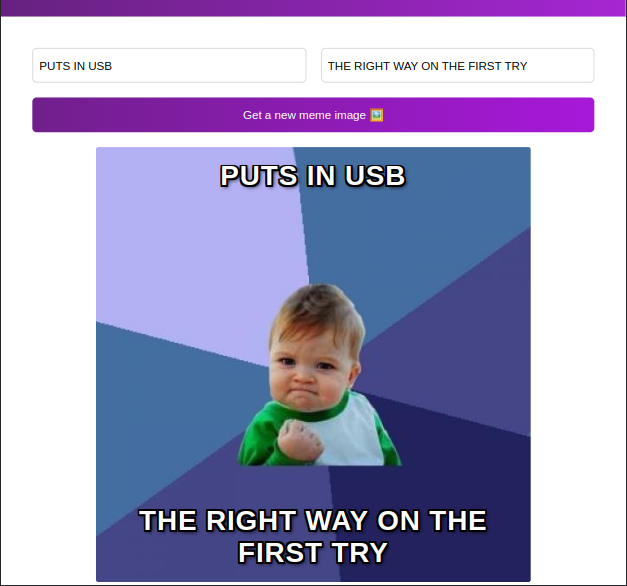 PUTS IN USB
THE RIGHT WAY ON THE FIRST TRY
Get a new meme image 🖼️
PUTS IN USB
THE RIGHT WAY ON THE
FIRST TRY